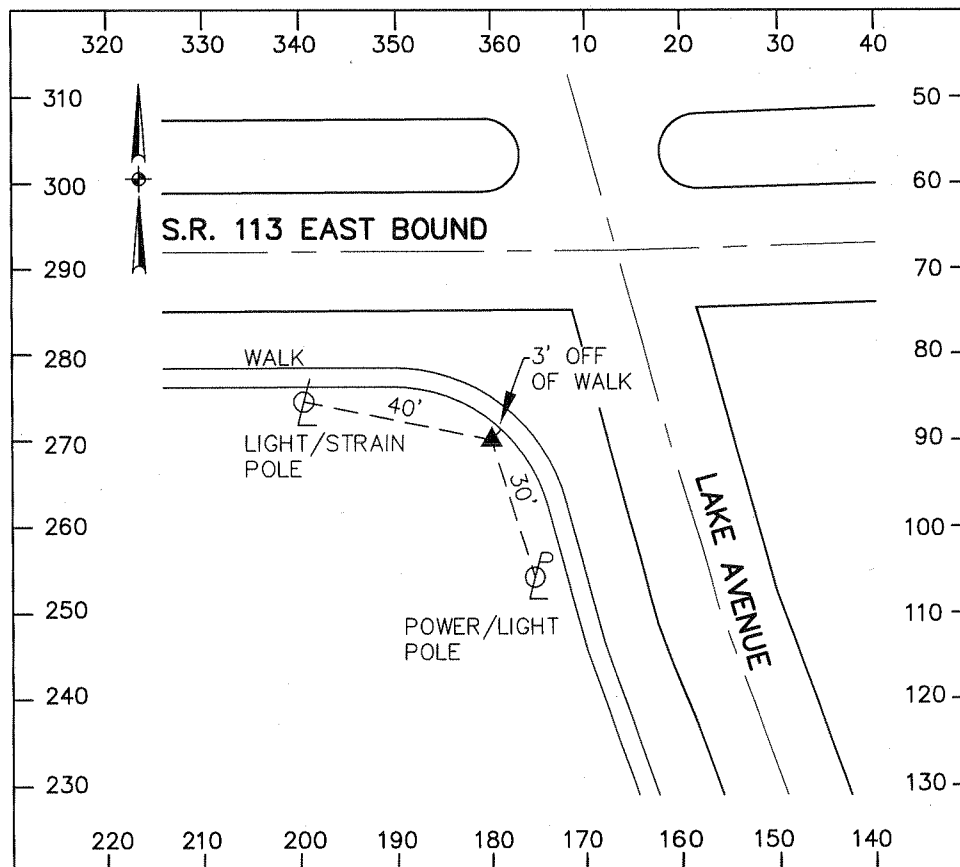 320 330 340 350 360 10 20 30 40
310 50
300 60
S.R. 113 EAST BOUND
290 70
280 80
WALK
3' OFF
OF WALK
40'
270 90
LIGHT/STRAIN
POLE
30'
LAKE AVENUE
260 100
P
250 110
POWER/LIGHT
POLE
240 120
230 130
220 210 200 190 180 170 160 150 140